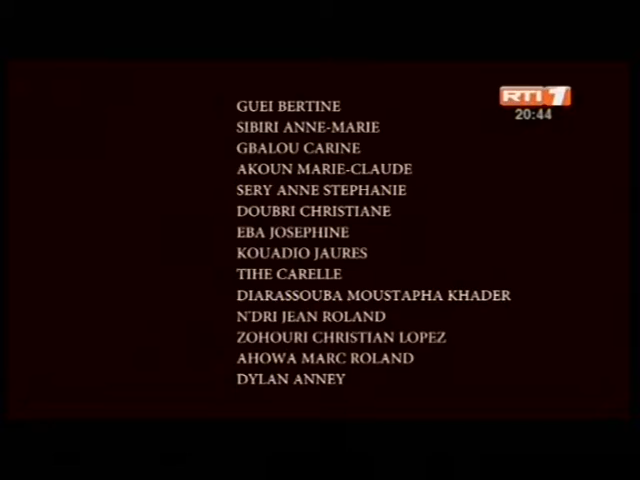 RTI 1
20:44
GUEI BERTINE
SIBIRI ANNE-MARIE
GBALOU CARINE
AKOUN MARIE-CLAUDE
SERY ANNE STEPHANIE
DOUBRI CHRISTIANE
EBA JOSEPHINE
KOUADIO JAURES
TIHE CARELLE
DIARASSOUBA MOUSTAPHA KHADER
N'DRI JEAN ROLAND
ZOHOURI CHRISTIAN LOPEZ
AHOWA MARC ROLAND
DYLAN ANNEY